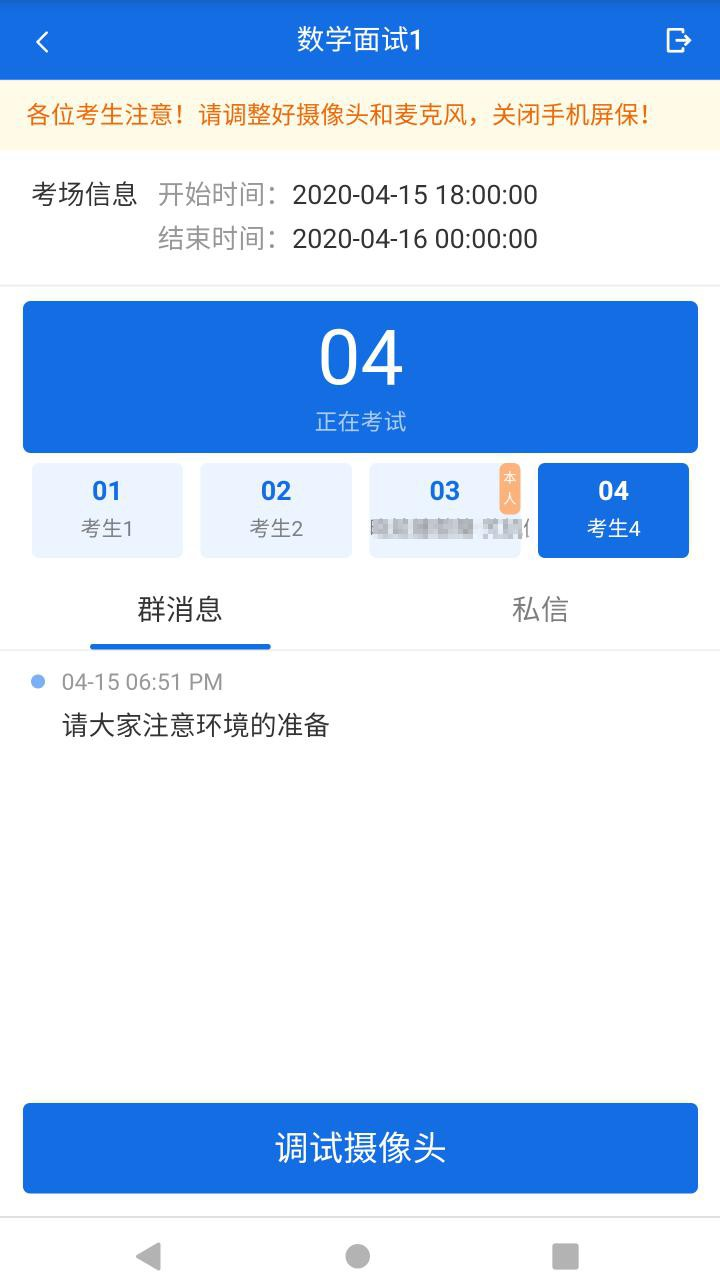 数学面试1
各位考生注意！请调整好摄像头和麦克风，关闭手机屏保！
考场信息 开始时间：2020-04-15 18:00:00
结束时间：2020-04-16 00:00:00
04
正在考试
01 02 03 本人 04
考生1 考生2 考生4
群消息 私信
04-15 06:51 PM
请大家注意环境的准备
调试摄像头